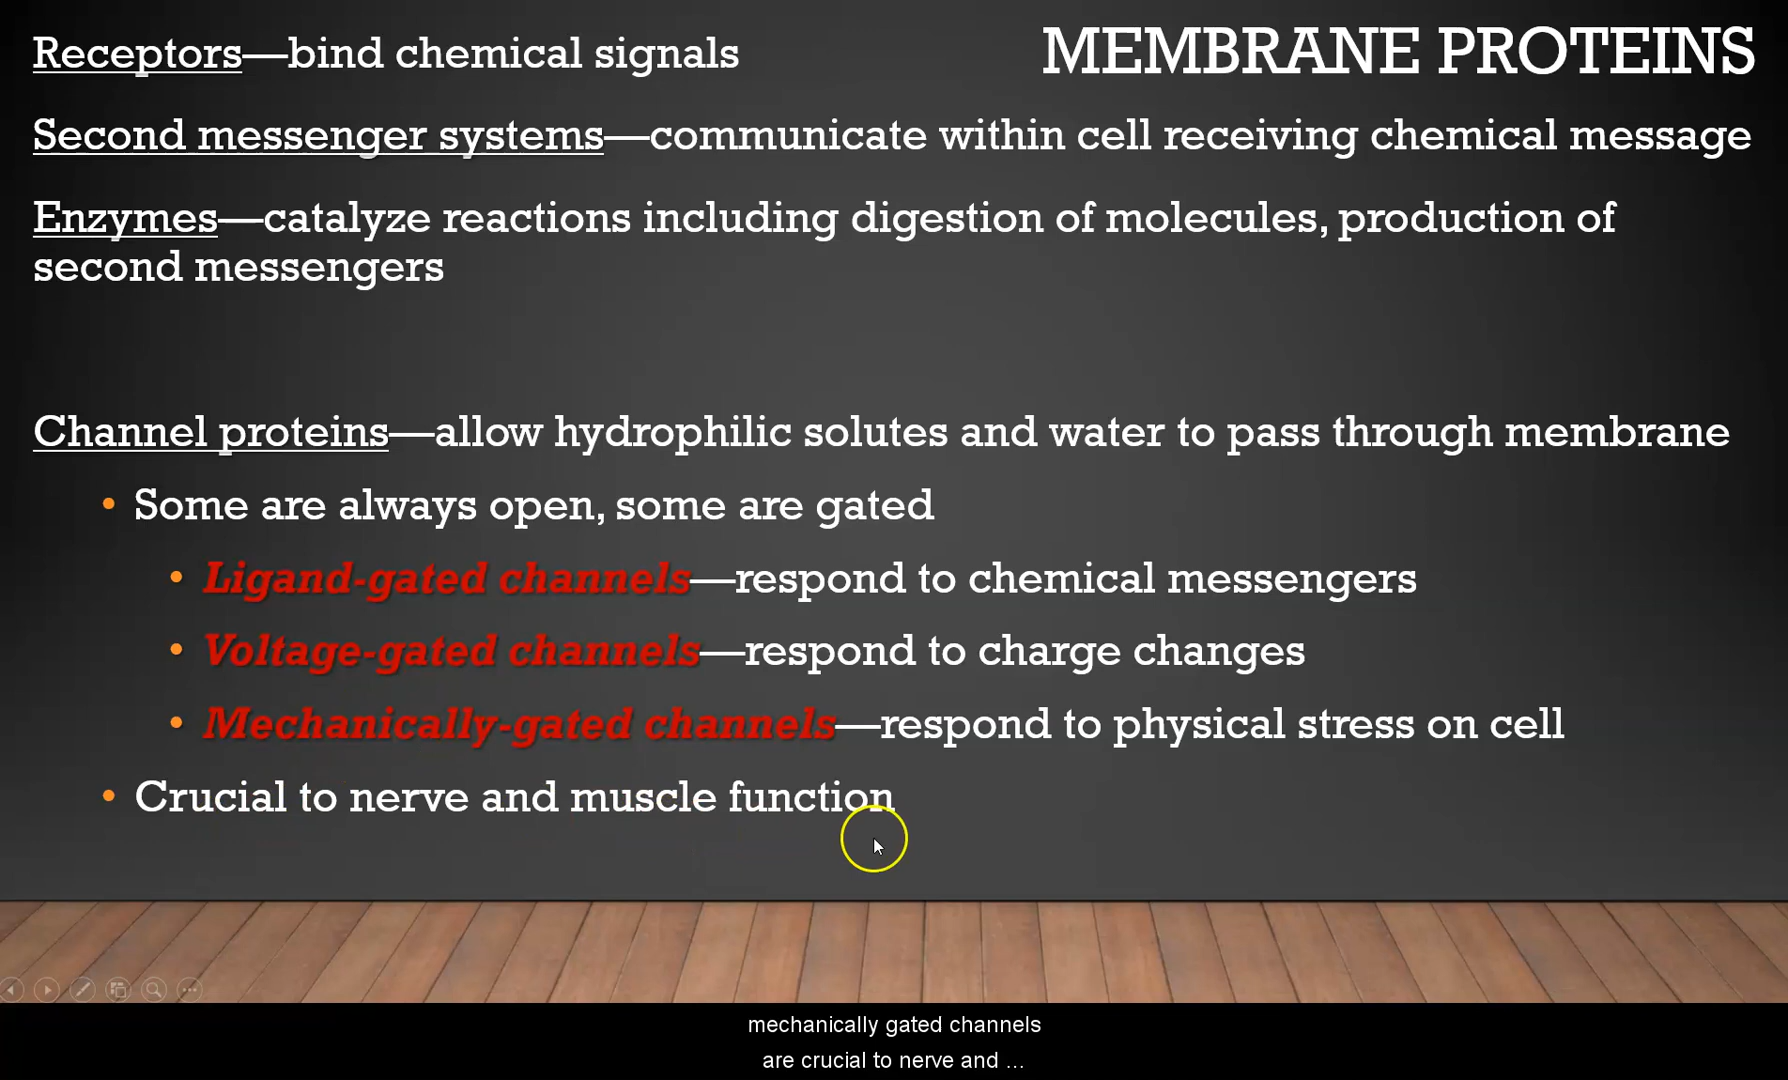 MEMBRANE PROTEINS
Receptors—bind chemical signals
Second messenger systems—communicate within cell receiving chemical message
Enzymes—catalyze reactions including digestion of molecules, production of
second messengers
Channel proteins—allow hydrophilic solutes and water to pass through membrane
• Some are always open, some are gated
• Ligand-gated channels—respond to chemical messengers
• Voltage-gated channels—respond to charge changes
• Mechanically-gated channels—respond to physical stress on cell
• Crucial to nerve and muscle function
mechanically gated channels
are crucial to nerve and ...